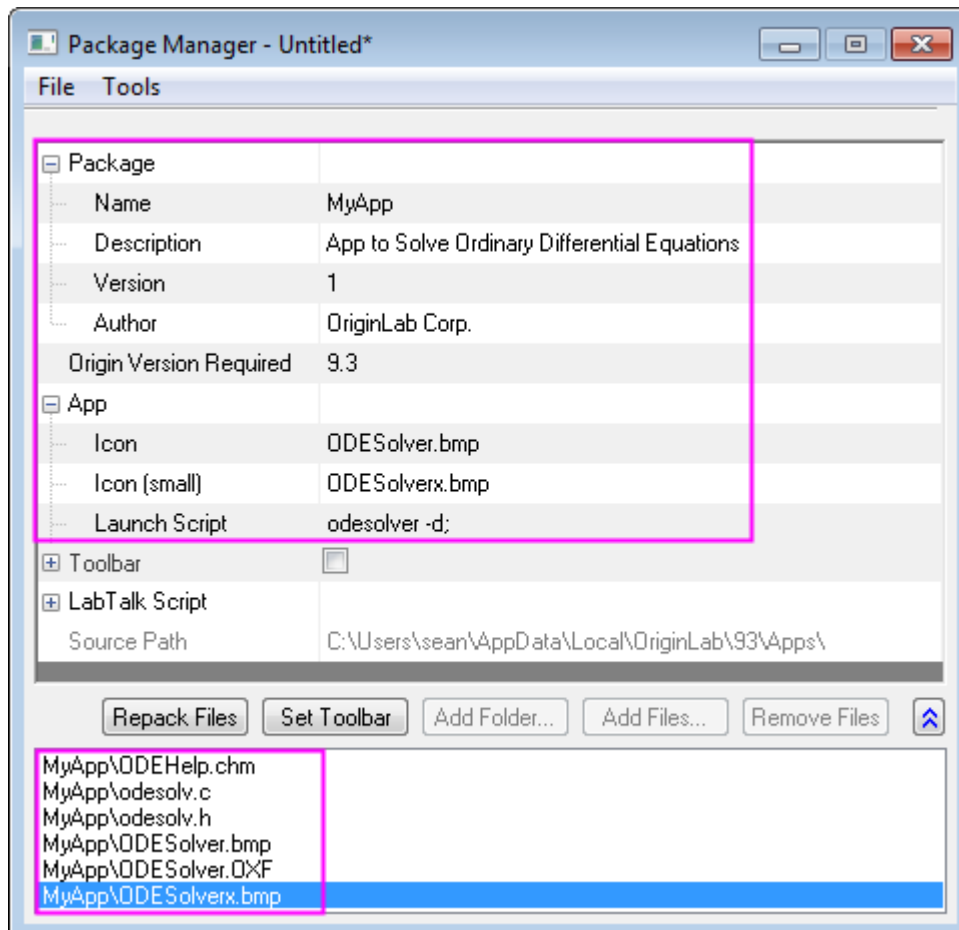 Package Manager - Untitled*
File Tools
Package
Name MyApp
Description App to Solve Ordinary Differential Equations
Version 1
Author OriginLab Corp.
Origin Version Required 9.3
App
Icon ODESolver.bmp
Icon (small) ODESolverx.bmp
Launch Script odesolver -d;
Toolbar
LabTalk Script
Source Path C:\Users\sean\AppData\Local\OriginLab\93\Apps\
Repack Files Set Toolbar Add Folder... Add Files... Remove Files
MyApp\ODEHelp.chm
MyApp\odesolv.c
MyApp\odesolv.h
MyApp\ODESolver.bmp
MyApp\ODESolver.OXF
MyApp\ODESolverx.bmp